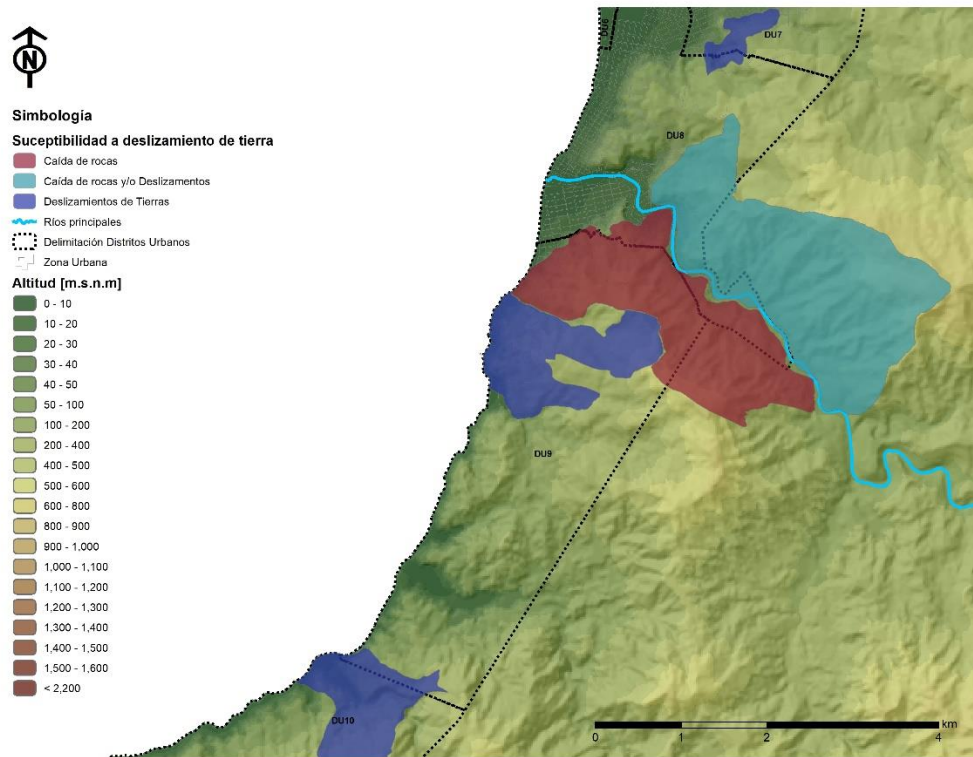 N
Simbología
Suceptibilidad a deslizamiento de tierra
Caída de rocas
Caída de rocas y/o Deslizamentos
Deslizamientos de Tierras
Ríos principales
Delimitación Distritos Urbanos
Zona Urbana
Altitud [m.s.n.m]
0 - 10
10 - 20
20 - 30
30 - 40
40 - 50
50 - 100
100 - 200
200 - 400
400 - 500
500 - 600
600 - 800
800 - 900
900 - 1,000
1,000 - 1,100
1,100 - 1,200
1,200 - 1,300
1,300 - 1,400
1,400 - 1,500
1,500 - 1,600
< 2,200
DU6
DU7
DU8
DU9
DU10
km
0 1 2 4